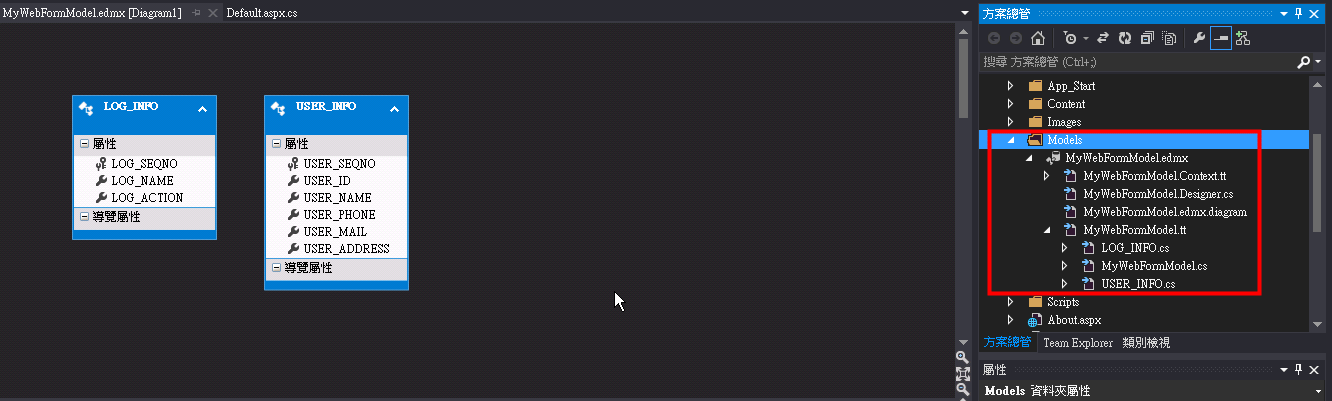 MyWebFormModel.edmx [Diagram1]
Default.aspx.cs
LOG_INFO
屬性
LOG_SEQNO
LOG_NAME
LOG_ACTION
導覽屬性
USER_INFO
屬性
USER_SEQNO
USER_ID
USER_NAME
USER_PHONE
USER_MAIL
USER_ADDRESS
導覽屬性
方案總管
搜尋 方案總管 (Ctrl+;)
App_Start
Content
Images
Models
MyWebFormModel.edmx
MyWebFormModel.Context.tt
MyWebFormModel.Designer.cs
MyWebFormModel.edmx.diagram
MyWebFormModel.tt
LOG_INFO.cs
MyWebFormModel.cs
USER_INFO.cs
Scripts
About.aspx
方案總管 Team Explorer 類別檢視
屬性
Models 資料夾屬性